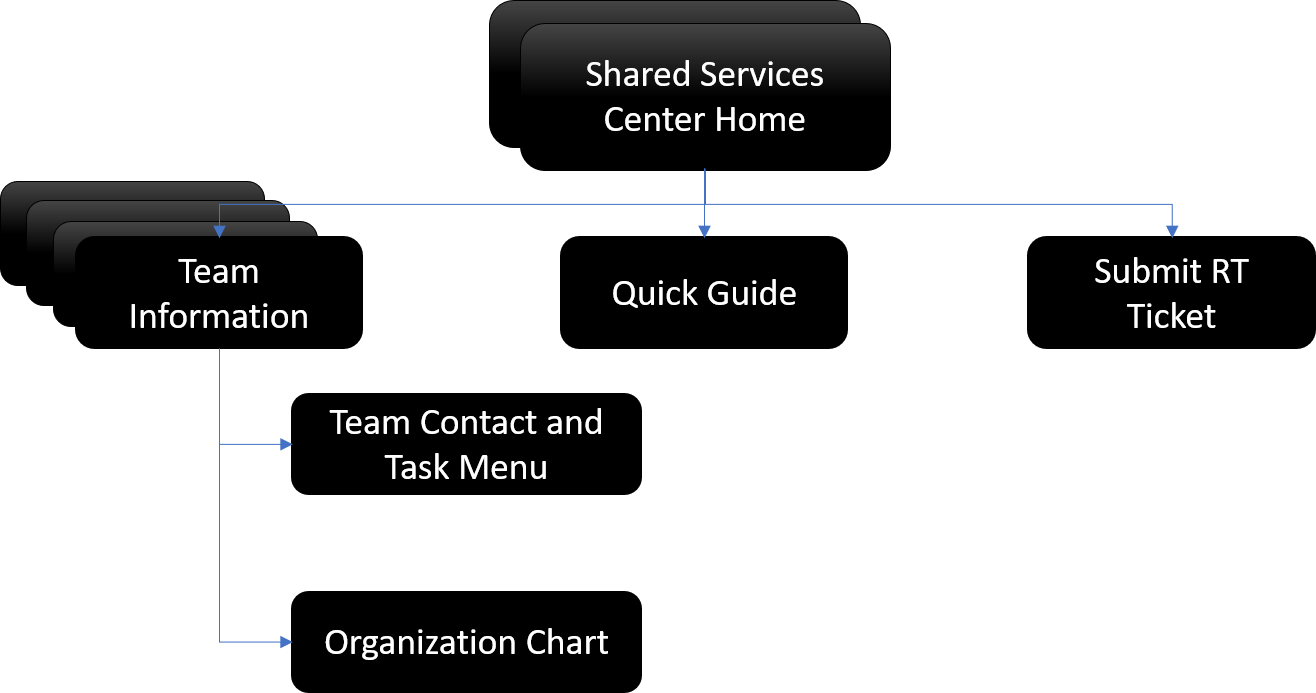 Shared Services
Center Home
Team
Information
Quick Guide
Submit RT
Ticket
Team Contact and
Task Menu
Organization Chart